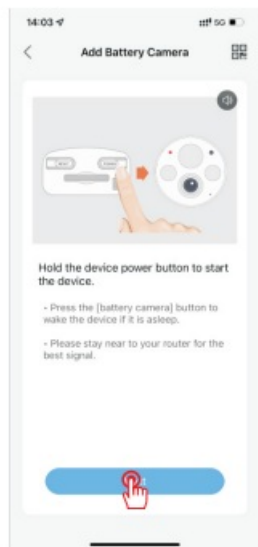 14:03
5G
Add Battery Camera
Hold the device power button to start
the device.
- Press the [battery camera] button to
wake the device if it is asleep.
- Please stay near to your router for the
best signal.